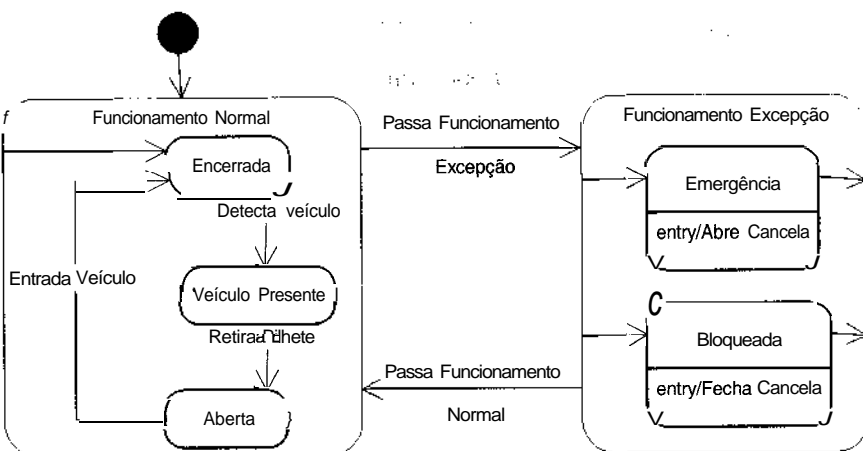 Funcionamento Normal
Encerrada
Detecta veículo
Entrada Veículo
Veículo Presente
Aberta
Passa Funcionamento
Excepção
Passa Funcionamento
Normal
Funcionamento Excepção
Emergência
entry/Abre Cancela
Bloqueada
entry/Fecha Cancela